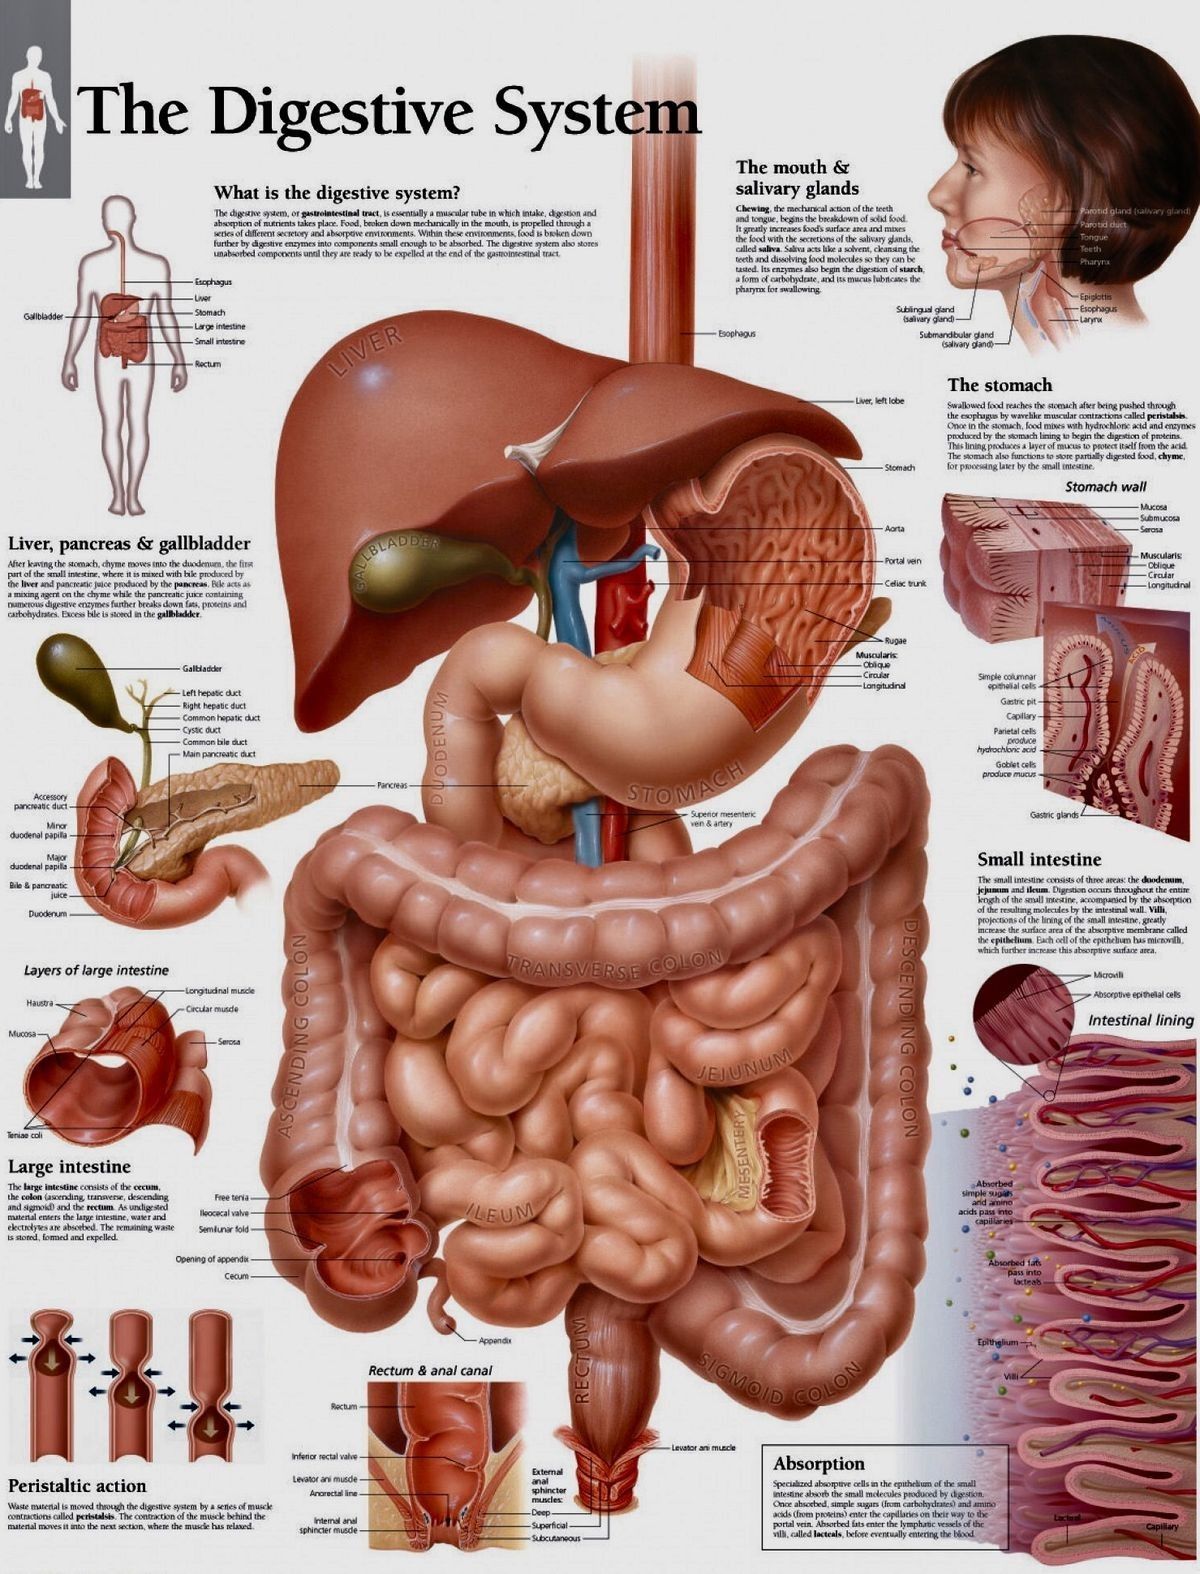 The Digestive System
What is the digestive system?
The digestive system, or gastrointestinal tract, is essentially a muscular tube in which intake, digestion and
absorption of nutrients takes place. Food, broken down mechanically in the mouth, is propelled through a
series of different secretory and absorptive environments. Within these environments, food is broken down
further by digestive enzymes into components small enough to be absorbed. The digestive system also stores
unabsorbed components until they are ready to be expelled at the end of the gastrointestinal tract.
Esophagus
Liver
Stomach
Gallbladder
Large intestine
Small intestine
Rectum
The mouth &
salivary glands
Chewing, the mechanical action of the teeth
and tongue, begins the breakdown of solid food.
It greatly increases food's surface area and mixes
the food with the secretions of the salivary glands,
called saliva. Saliva acts like a solvent, cleansing the
teeth and dissolving food molecules so they can be
tasted. Its enzymes also begin the digestion of starch,
a form of carbohydrate, and its mucus lubricates the
pharynx for swallowing.
Parotid gland (salivary gland)
Parotid duct
Tongue
Teeth
Pharynx
Epiglottis
Esophagus
Larynx
Sublingual gland
(salivary gland)
Submandibular gland
(salivary gland)
Esophagus
LIVER
Liver, left lobe
Stomach
GALLBLADDER
Aorta
Portal vein
Celiac trunk
Rugae
Muscularis:
Oblique
Circular
Longitudinal
DUODENUM
STOMACH
Pancreas
Superior mesenteric
vein & artery
The stomach
Swallowed food reaches the stomach after being pushed through
the esophagus by wavelike muscular contractions called peristalsis.
Once in the stomach, food mixes with hydrochloric acid and enzymes
produced by the stomach lining to begin the digestion of proteins.
This lining produces a layer of mucus to protect itself from the acid.
The stomach also functions to store partially digested food, chyme,
for processing later by the small intestine.
Stomach wall
Mucosa
Submucosa
Serosa
Muscularis:
Oblique
Circular
Longitudinal
MUCUS
ACID
Simple columnar
epithelial cells
Gastric pit
Capillary
Parietal cells
produce
hydrochloric acid
Goblet cells
produce mucus
Gastric glands
Liver, pancreas & gallbladder
After leaving the stomach, chyme moves into the duodenum, the first
part of the small intestine, where it is mixed with bile produced by
the liver and pancreatic juice produced by the pancreas. Bile acts as
a mixing agent on the chyme while the pancreatic juice containing
numerous digestive enzymes further breaks down fats, proteins and
carbohydrates. Excess bile is stored in the gallbladder.
Gallbladder
Left hepatic duct
Right hepatic duct
Common hepatic duct
Cystic duct
Common bile duct
Main pancreatic duct
Accessory
pancreatic duct
Minor
duodenal papilla
Major
duodenal papilla
Bile & pancreatic
juice
Duodenum
Small intestine
The small intestine consists of three areas: the duodenum,
jejunum and ileum. Digestion occurs throughout the entire
length of the small intestine, accompanied by the absorption
of the resulting molecules by the intestinal wall. Villi,
projections of the lining of the small intestine, greatly
increase the surface area of the absorptive membrane called
the epithelium. Each cell of the epithelium has microvilli,
which further increase this absorptive surface area.
Microvilli
Absorptive epithelial cells
Intestinal lining
Absorbed
simple sugars
and amino
acids pass into
capillaries
Absorbed fats
pass into
lacteals
Epithelium
Villi
Lacteal
Capillary
Layers of large intestine
Haustra
Longitudinal muscle
Circular muscle
Mucosa
Serosa
Teniae coli
Large intestine
The large intestine consists of the cecum,
the colon (ascending, transverse, descending
and sigmoid) and the rectum. As undigested
material enters the large intestine, water and
electrolytes are absorbed. The remaining waste
is stored, formed and expelled.
ASCENDING COLON
TRANSVERSE COLON
DESCENDING COLON
JEJUNUM
MESENTERY
ILEUM
RECTUM
SIGMOID COLON
Free tenia
Ileocecal valve
Semilunar fold
Opening of appendix
Cecum
Appendix
Peristaltic action
Waste material is moved through the digestive system by a series of muscle
contractions called peristalsis. The contraction of the muscle behind the
material moves it into the next section, where the muscle has relaxed.
Rectum & anal canal
Rectum
Inferior rectal valve
Levator ani muscle
Anorectal line
Internal anal
sphincter muscle
External
anal
sphincter
muscles:
Deep
Superficial
Subcutaneous
Levator ani muscle
Absorption
Specialized absorptive cells in the epithelium of the small
intestine absorb the small molecules produced by digestion.
Once absorbed, simple sugars (from carbohydrates) and amino
acids (from proteins) enter the capillaries on their way to the
portal vein. Absorbed fats enter the lymphatic vessels of the
villi, called lacteals, before eventually entering the blood.